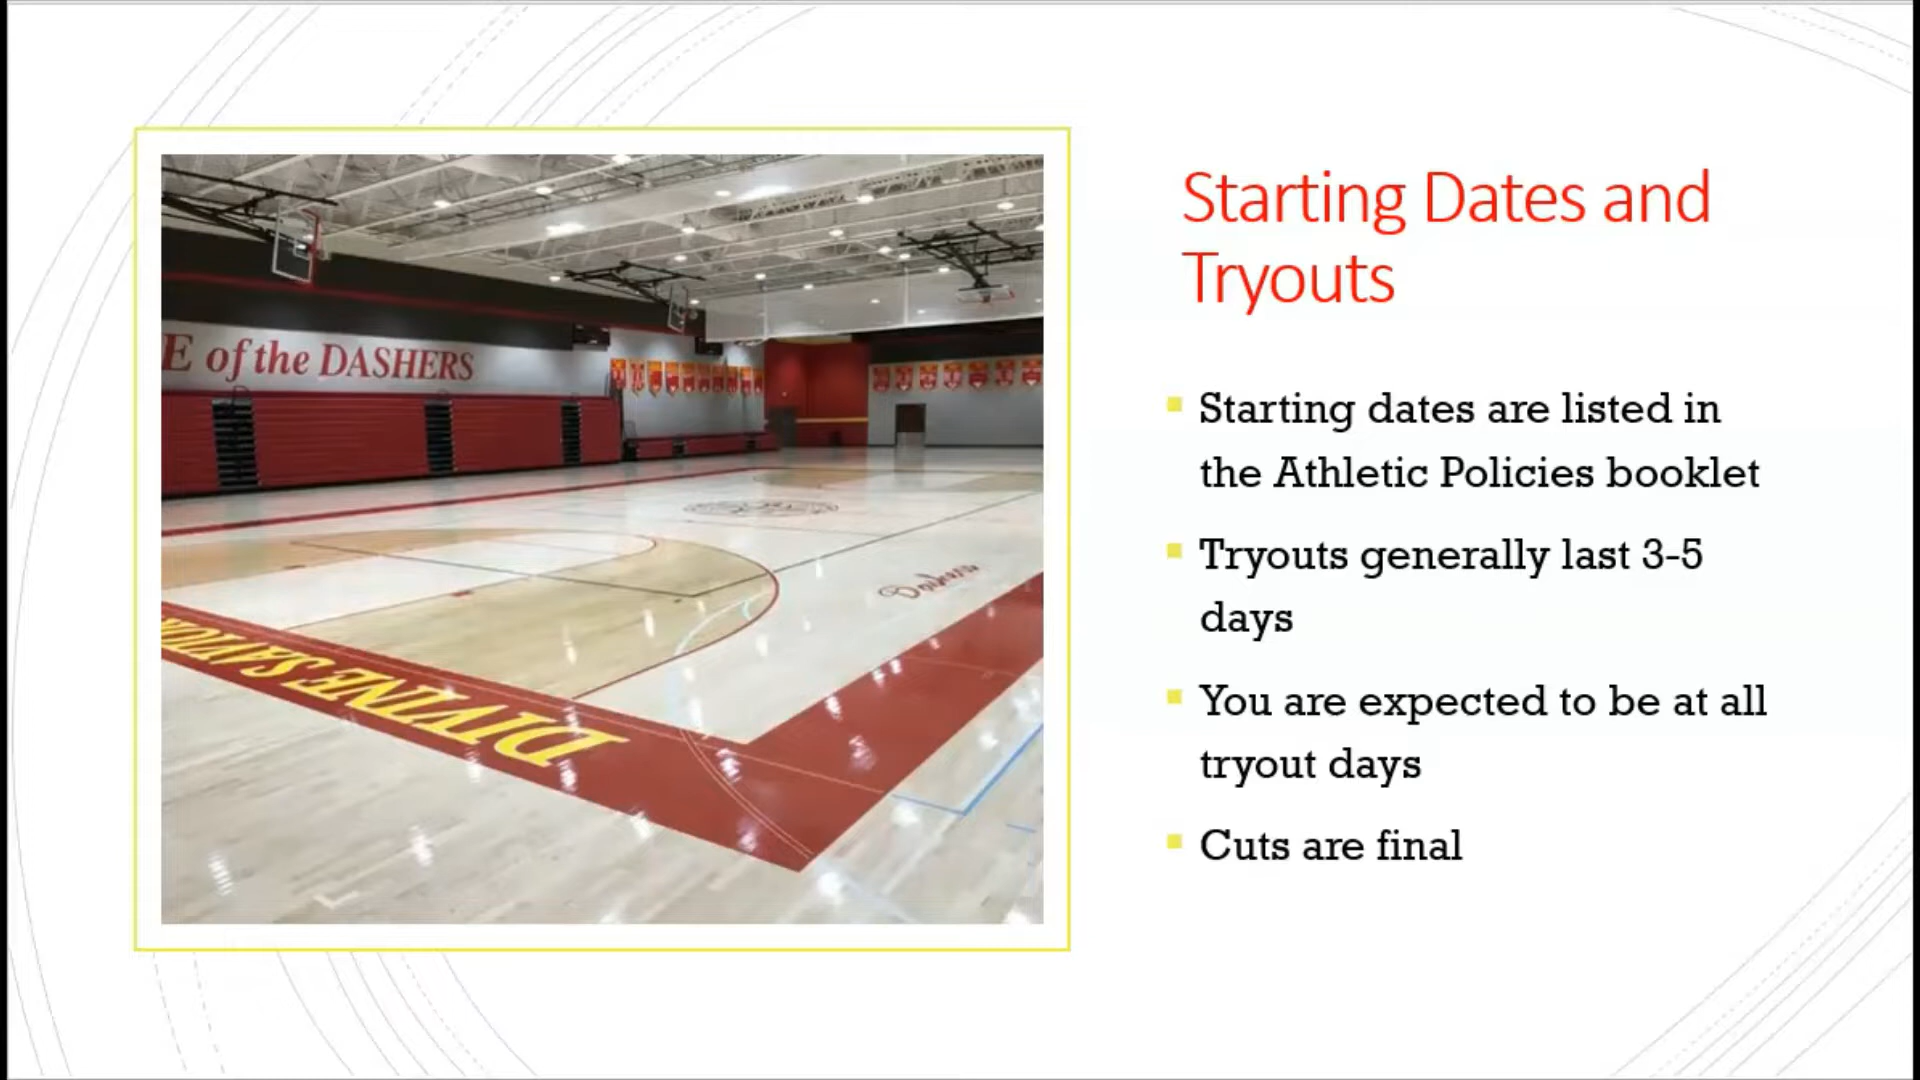 Starting Dates and
Tryouts
Starting dates are listed in
the Athletic Policies booklet
Tryouts generally last 3-5
days
You are expected to be at all
tryout days
Cuts are final
E of the DASHERS
Dashers
DIVINE SAVIOR